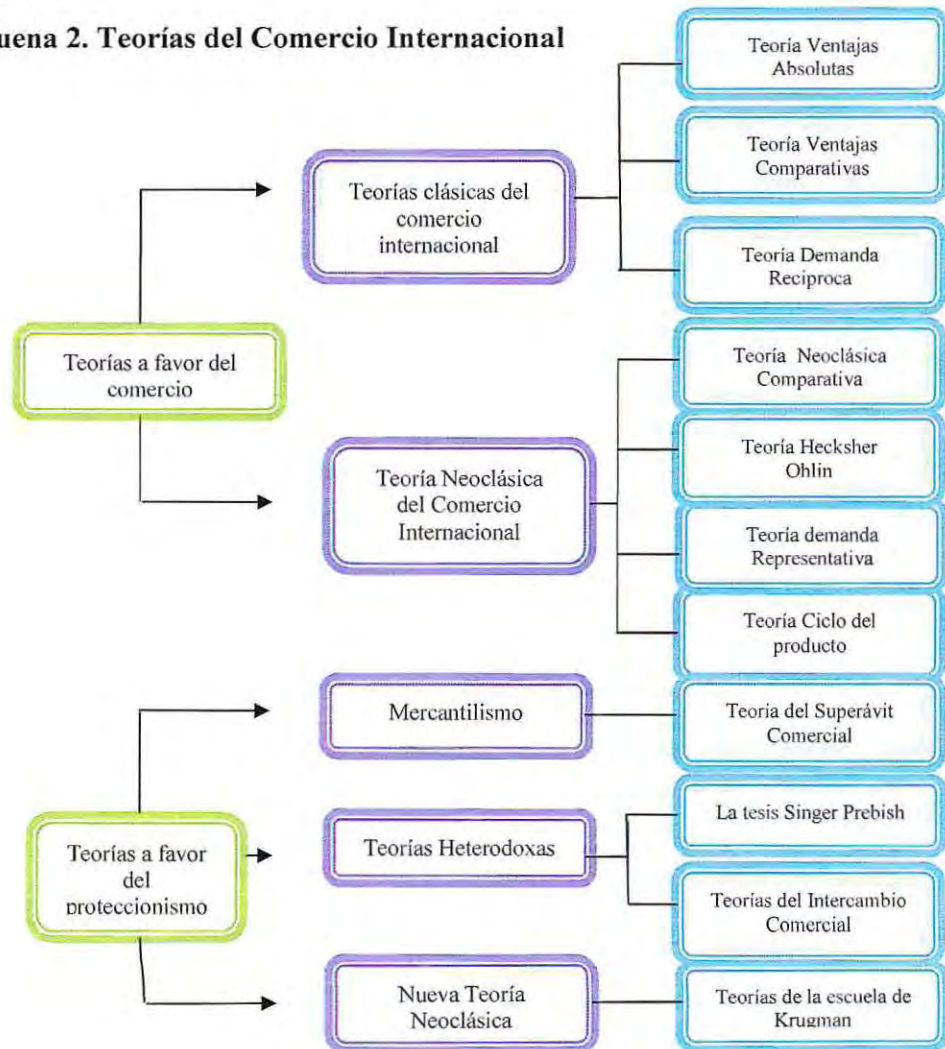 uena 2. Teorías del Comercio Internacional
Teorías a favor del
comercio
Teorías clásicas del
comercio
internacional
Teoría Ventajas
Absolutas
Teoría Ventajas
Comparativas
Teoría Demanda
Reciproca
Teoría Neoclásica
del Comercio
Internacional
Teoría Neoclásica
Comparativa
Teoría Hecksher
Ohlin
Teoría demanda
Representativa
Teoría Ciclo del
producto
Teorías a favor
del
proteccionismo
Mercantilismo
Teoría del Superávit
Comercial
Teorías Heterodoxas
La tesis Singer Prebish
Teorías del Intercambio
Comercial
Nueva Teoría
Neoclásica
Teorías de la escuela de
Krugman